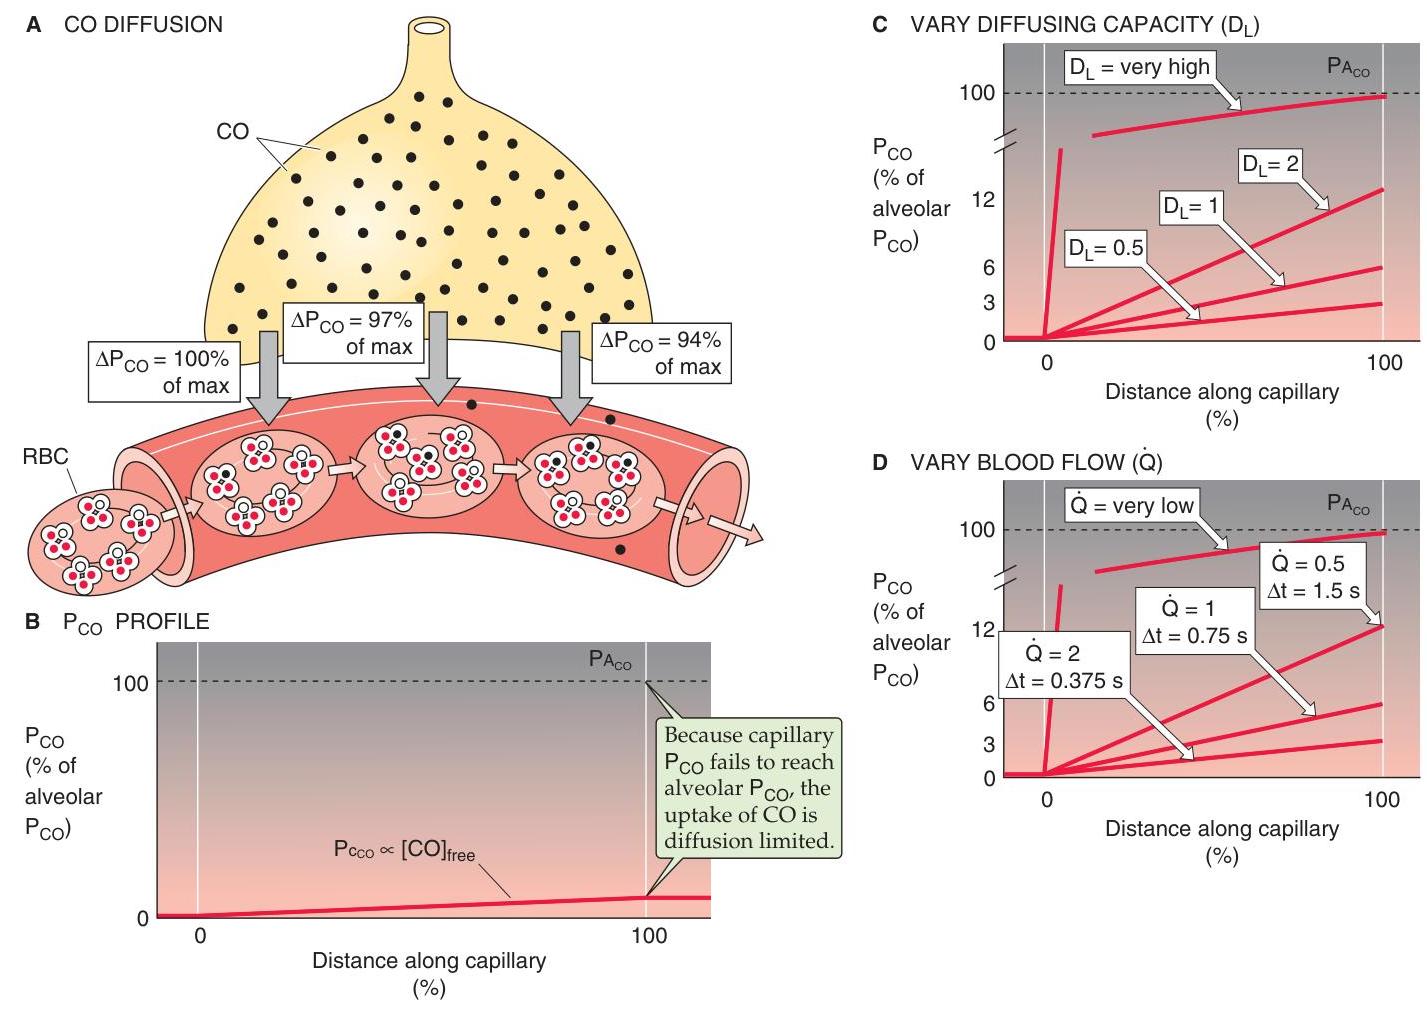 A CO DIFFUSION
CO
ΔPCO = 100%
of max
ΔPCO = 97%
of max
ΔPCO = 94%
of max
RBC
B PCO PROFILE
PACO
100
PCO
(% of
alveolar
PCO)
Because capillary
PCO fails to reach
alveolar PCO, the
uptake of CO is
diffusion limited.
PcCO ∝ [CO]free
0
0 100
Distance along capillary
(%)
C VARY DIFFUSING CAPACITY (DL)
DL = very high
PACO
100
PCO
(% of
alveolar
PCO)
DL= 2
12
DL= 1
DL= 0.5
6
3
0
0 100
Distance along capillary
(%)
D VARY BLOOD FLOW (Q̇)
Q̇ = very low
PACO
100
Q̇ = 0.5
Δt = 1.5 s
PCO
(% of
alveolar
PCO)
Q̇ = 1
Δt = 0.75 s
12
Q̇ = 2
Δt = 0.375 s
6
3
0
0 100
Distance along capillary
(%)